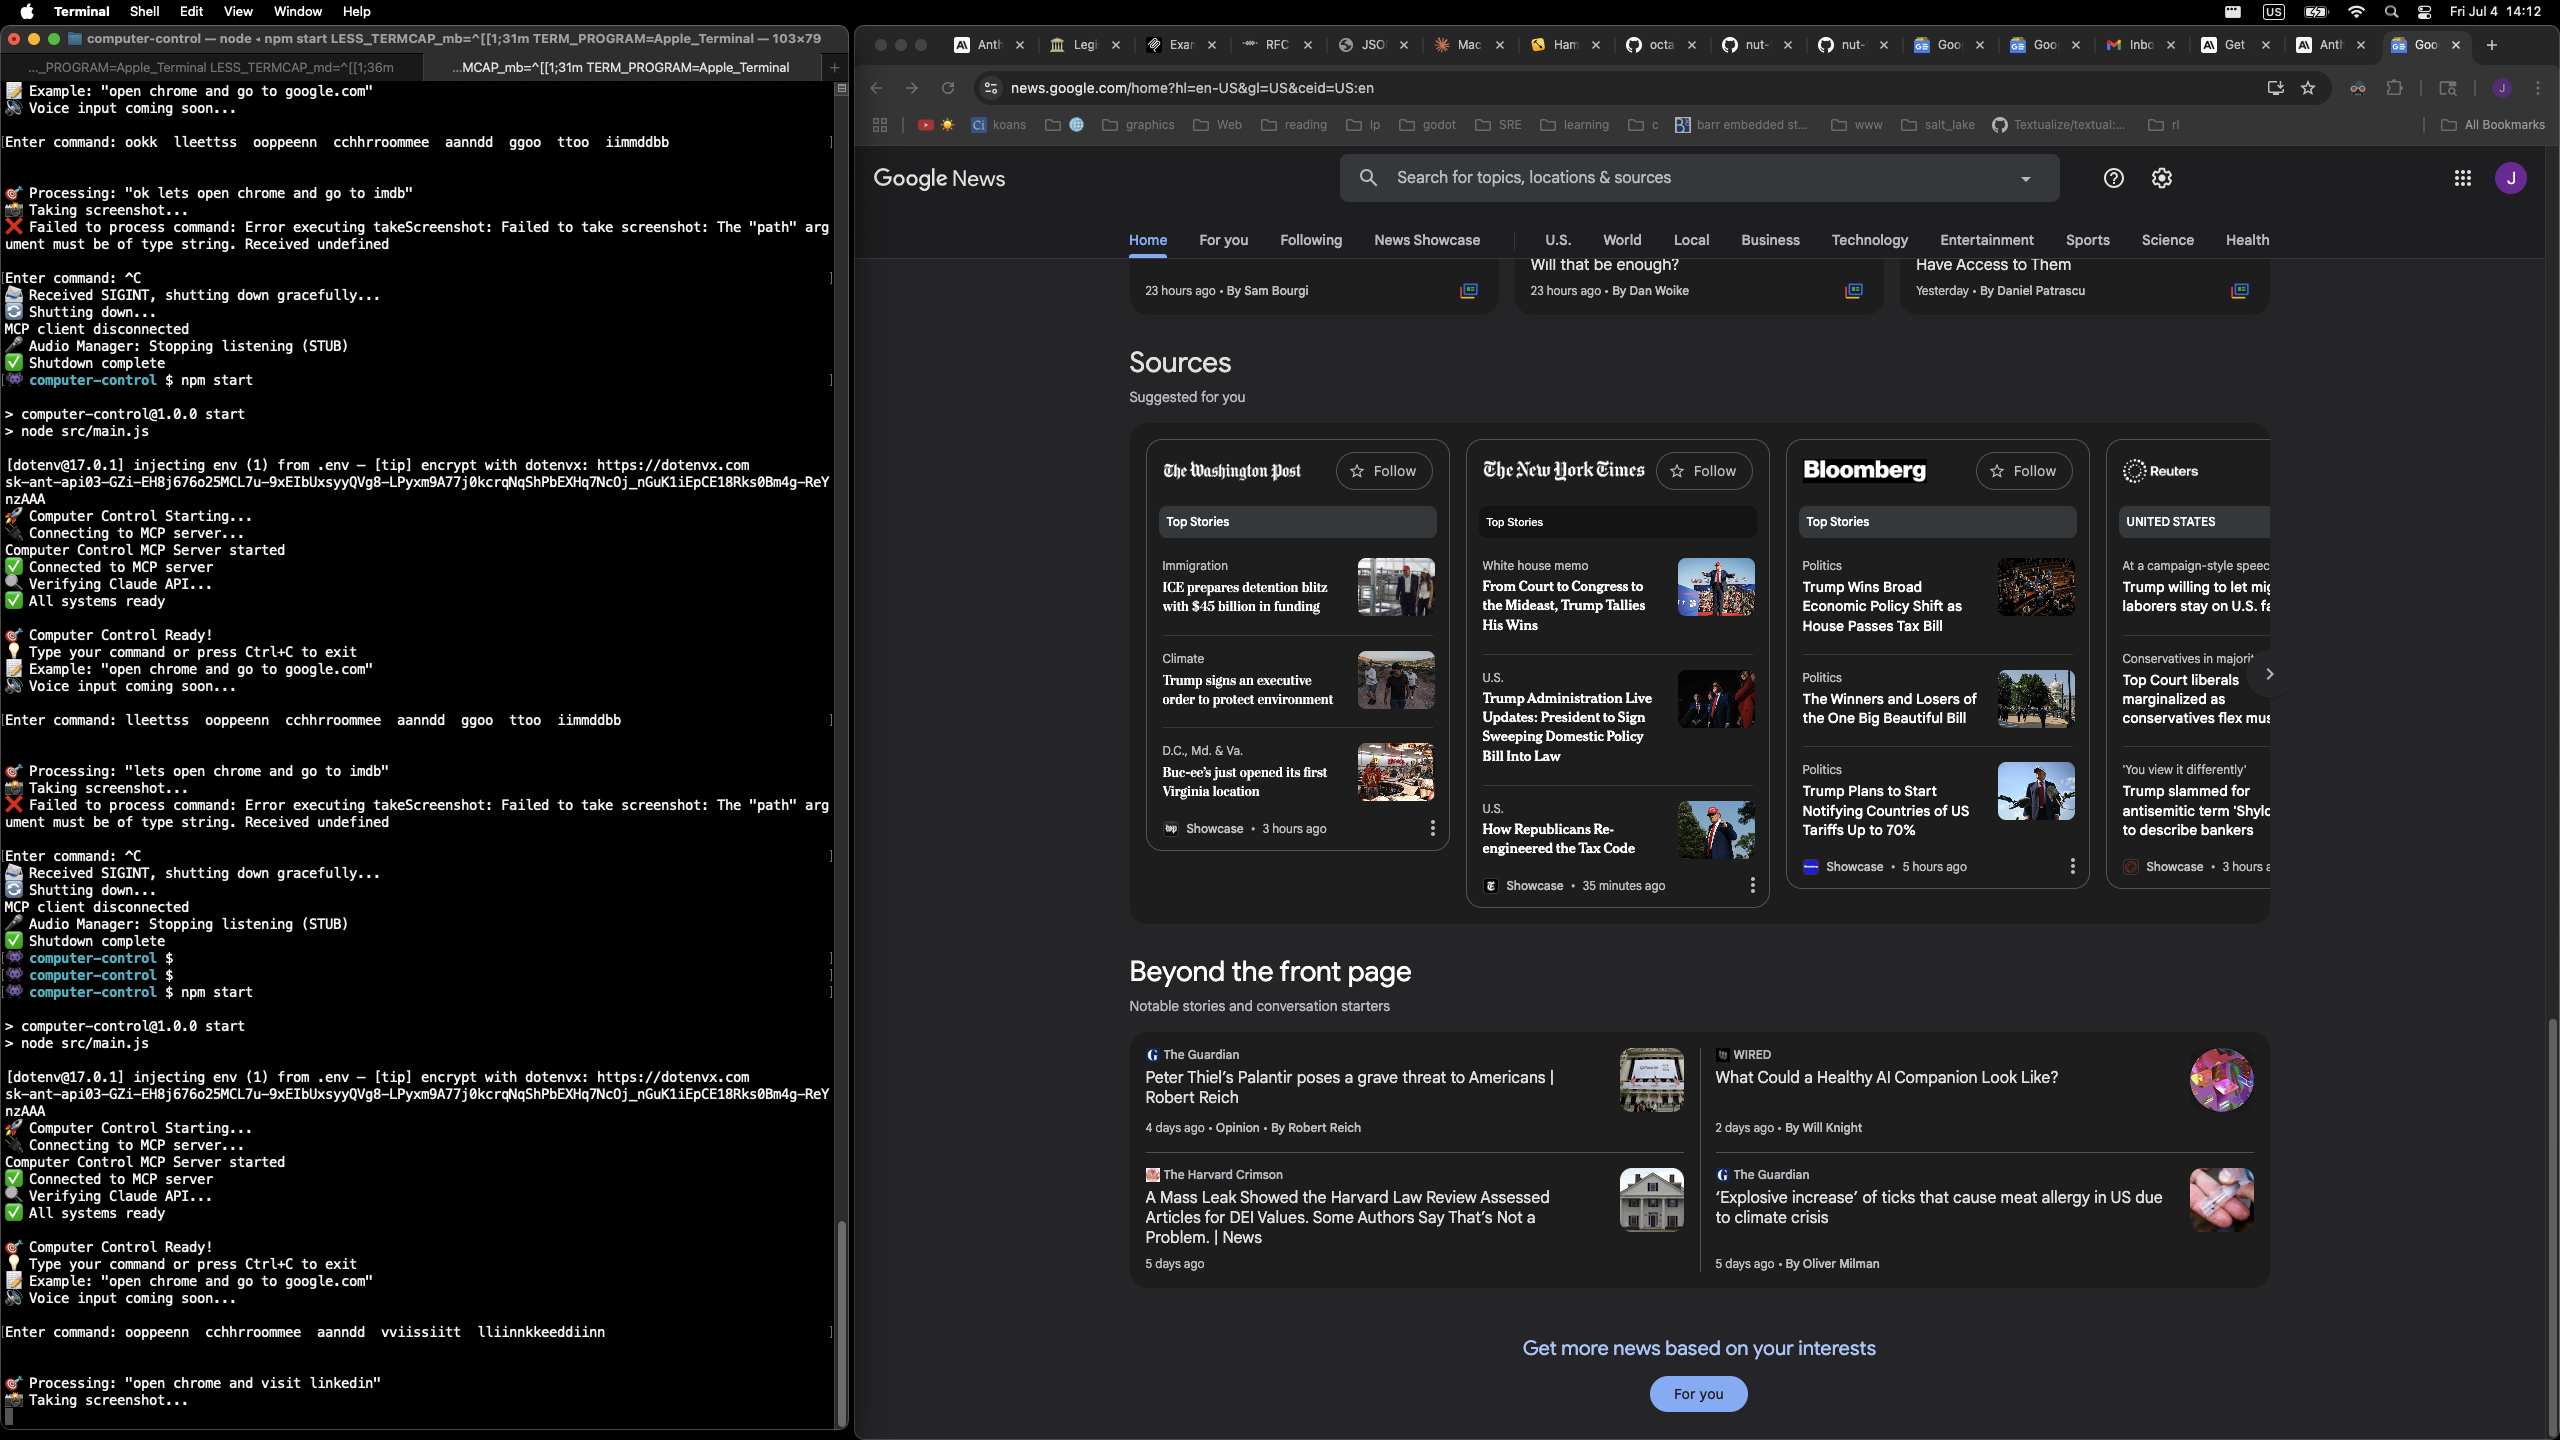 Terminal Shell Edit View Window Help
US Fri Jul 4 14:12
computer-control — node ◂ npm start LESS_TERMCAP_mb=^[[1;31m TERM_PROGRAM=Apple_Terminal — 103×79
..._PROGRAM=Apple_Terminal LESS_TERMCAP_md=^[[1;36m
...MCAP_mb=^[[1;31m TERM_PROGRAM=Apple_Terminal
Example: "open chrome and go to google.com"
Voice input coming soon...
Enter command: ookk lleettss ooppeenn cchhrroommee aanndd ggoo ttoo iimmddbb
Processing: "ok lets open chrome and go to imdb"
Taking screenshot...
Failed to process command: Error executing takeScreenshot: Failed to take screenshot: The "path" arg
ument must be of type string. Received undefined
Enter command: ^C
Received SIGINT, shutting down gracefully...
Shutting down...
MCP client disconnected
Audio Manager: Stopping listening (STUB)
Shutdown complete
computer-control $ npm start
> computer-control@1.0.0 start
> node src/main.js
[dotenv@17.0.1] injecting env (1) from .env – [tip] encrypt with dotenvx: https://dotenvx.com
Computer Control Starting...
Connecting to MCP server...
Computer Control MCP Server started
Connected to MCP server
Verifying Claude API...
All systems ready
Computer Control Ready!
Type your command or press Ctrl+C to exit
Example: "open chrome and go to google.com"
Voice input coming soon...
Enter command: lleettss ooppeenn cchhrroommee aanndd ggoo ttoo iimmddbb
Processing: "lets open chrome and go to imdb"
Taking screenshot...
Failed to process command: Error executing takeScreenshot: Failed to take screenshot: The "path" arg
ument must be of type string. Received undefined
Enter command: ^C
Received SIGINT, shutting down gracefully...
Shutting down...
MCP client disconnected
Audio Manager: Stopping listening (STUB)
Shutdown complete
computer-control $
computer-control $
computer-control $ npm start
> computer-control@1.0.0 start
> node src/main.js
[dotenv@17.0.1] injecting env (1) from .env – [tip] encrypt with dotenvx: https://dotenvx.com
Computer Control Starting...
Connecting to MCP server...
Computer Control MCP Server started
Connected to MCP server
Verifying Claude API...
All systems ready
Computer Control Ready!
Type your command or press Ctrl+C to exit
Example: "open chrome and go to google.com"
Voice input coming soon...
Enter command: ooppeenn cchhrroommee aanndd vviissiitt lliinnkkeeddiinn
Processing: "open chrome and visit linkedin"
Taking screenshot...
Anth Legi Exar RFC JSO Mac Ham octa nut- nut- Goo Goo Inbo Get Anth Goo
news.google.com/home?hl=en-US&gl=US&ceid=US:en
koans graphics Web reading lp godot SRE learning c barr embedded st... www salt_lake Textualize/textual:... rl All Bookmarks
Google News
Search for topics, locations & sources
J
Home For you Following News Showcase U.S. World Local Business Technology Entertainment Sports Science Health
Will that be enough?
Have Access to Them
23 hours ago • By Sam Bourgi
23 hours ago • By Dan Woike
Yesterday • By Daniel Patrascu
Sources
Suggested for you
The Washington Post
Follow
Top Stories
Immigration
ICE prepares detention blitz
with $45 billion in funding
Climate
Trump signs an executive
order to protect environment
D.C., Md. & Va.
Buc-ee's just opened its first
Virginia location
Showcase • 3 hours ago
The New York Times
Follow
Top Stories
White house memo
From Court to Congress to
the Mideast, Trump Tallies
His Wins
U.S.
Trump Administration Live
Updates: President to Sign
Sweeping Domestic Policy
Bill Into Law
U.S.
How Republicans Re-
engineered the Tax Code
Showcase • 35 minutes ago
Bloomberg
Follow
Top Stories
Politics
Trump Wins Broad
Economic Policy Shift as
House Passes Tax Bill
Politics
The Winners and Losers of
the One Big Beautiful Bill
Politics
Trump Plans to Start
Notifying Countries of US
Tariffs Up to 70%
Showcase • 5 hours ago
Reuters
UNITED STATES
At a campaign-style speec
Trump willing to let mig
laborers stay on U.S. fa
Conservatives in majorit
Top Court liberals
marginalized as
conservatives flex mus
'You view it differently'
Trump slammed for
antisemitic term 'Shylo
to describe bankers
Showcase • 3 hours a
Beyond the front page
Notable stories and conversation starters
The Guardian
Peter Thiel's Palantir poses a grave threat to Americans |
Robert Reich
4 days ago • Opinion • By Robert Reich
WIRED
What Could a Healthy AI Companion Look Like?
2 days ago • By Will Knight
The Harvard Crimson
A Mass Leak Showed the Harvard Law Review Assessed
Articles for DEI Values. Some Authors Say That's Not a
Problem. | News
5 days ago
The Guardian
'Explosive increase' of ticks that cause meat allergy in US due
to climate crisis
5 days ago • By Oliver Milman
Get more news based on your interests
For you